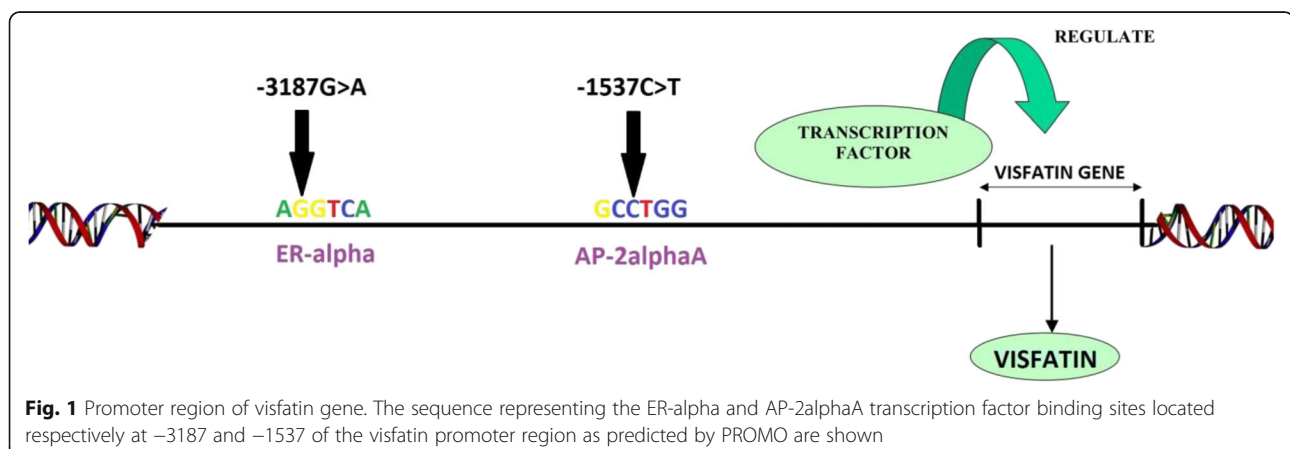 REGULATE
-3187G>A
-1537C>T
TRANSCRIPTION
FACTOR
VISFATIN GENE
AGGTCA
GCCTGG
ER-alpha
AP-2alphaA
VISFATIN
Fig. 1 Promoter region of visfatin gene. The sequence representing the ER-alpha and AP-2alphaA transcription factor binding sites located
respectively at −3187 and −1537 of the visfatin promoter region as predicted by PROMO are shown